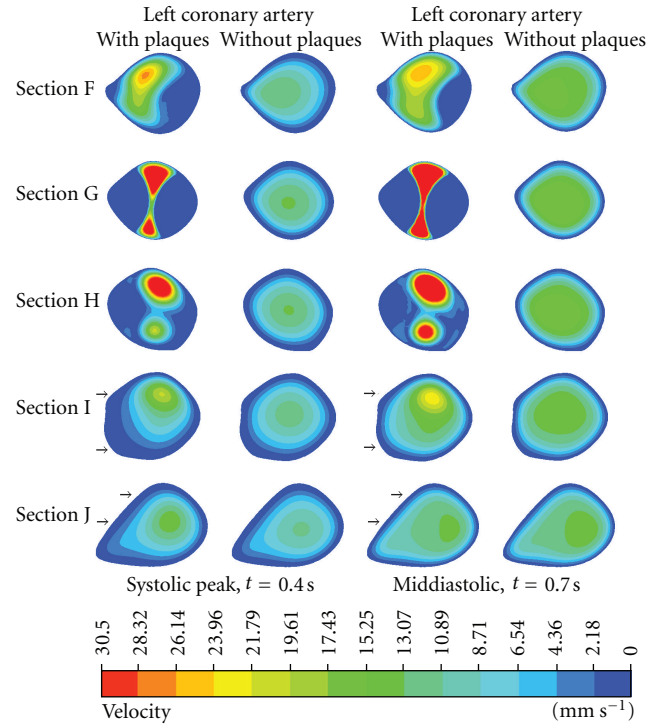 Left coronary artery Left coronary artery
With plaques Without plaques With plaques Without plaques
Section F
Section G
Section H
→
Section I →
→ →
→ →
Section J → →
Systolic peak, t = 0.4 s Middiastolic, t = 0.7 s
30.5 28.32 26.14 23.96 21.79 19.61 17.43 15.25 13.07 10.89 8.71 6.54 4.36 2.18 0
Velocity (mm s⁻¹)